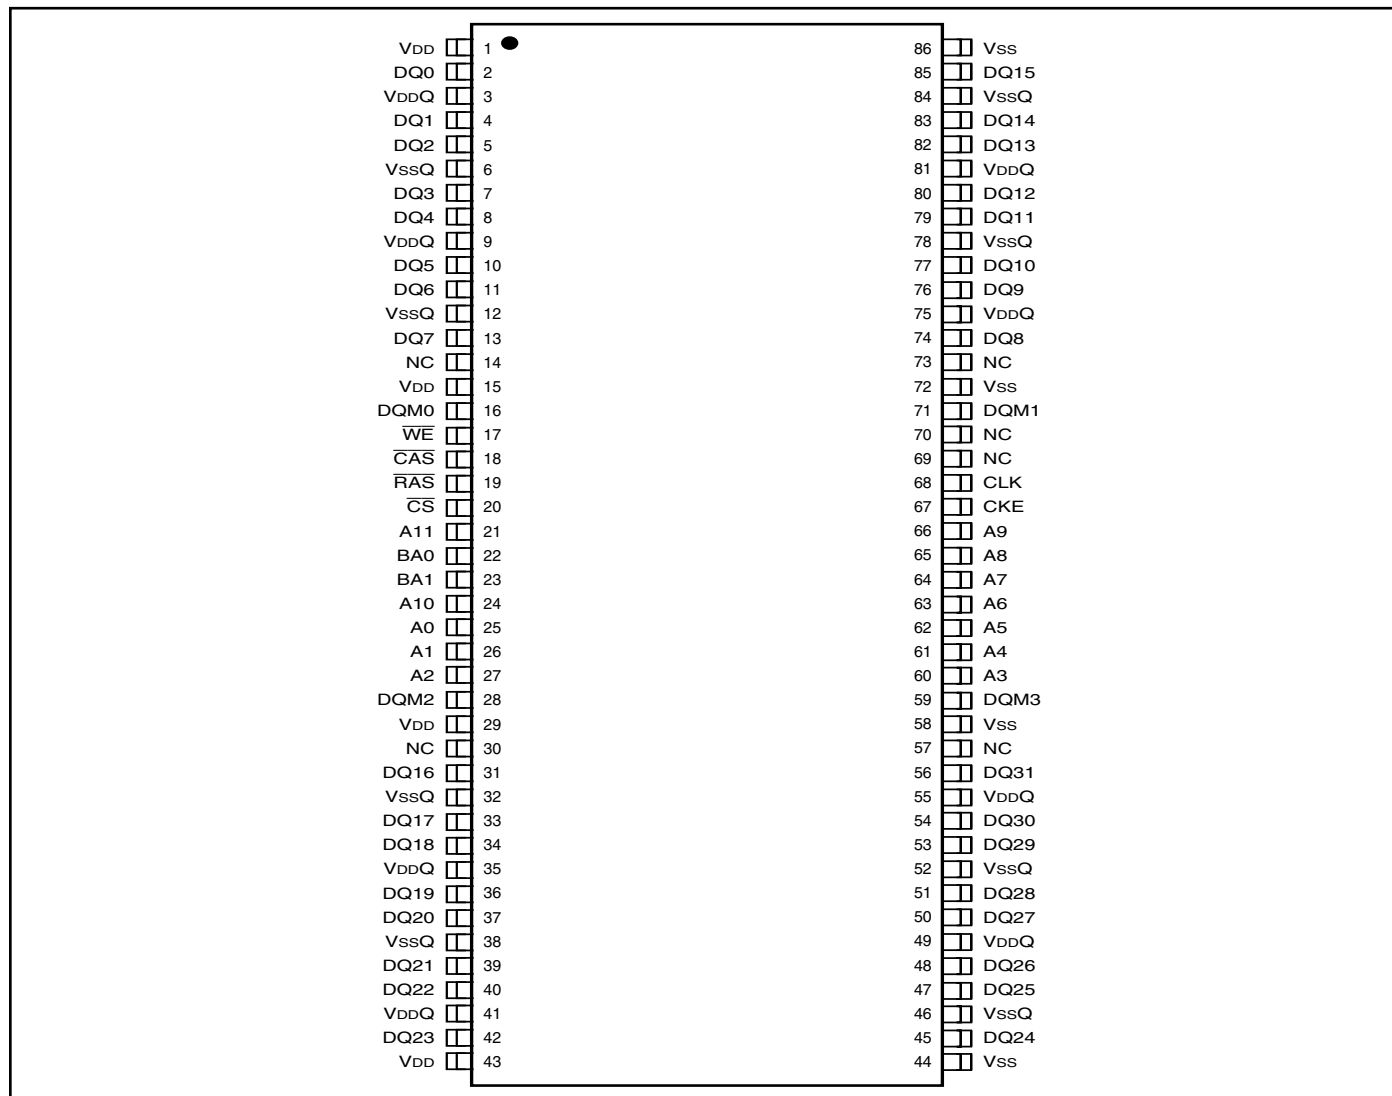 VDD 1 86 VSS
DQ0 2 85 DQ15
VDDQ 3 84 VSSQ
DQ1 4 83 DQ14
DQ2 5 82 DQ13
VSSQ 6 81 VDDQ
DQ3 7 80 DQ12
DQ4 8 79 DQ11
VDDQ 9 78 VSSQ
DQ5 10 77 DQ10
DQ6 11 76 DQ9
VSSQ 12 75 VDDQ
DQ7 13 74 DQ8
NC 14 73 NC
VDD 15 72 VSS
DQM0 16 71 DQM1
W̅E̅ 17 70 NC
C̅A̅S̅ 18 69 NC
R̅A̅S̅ 19 68 CLK
C̅S̅ 20 67 CKE
A11 21 66 A9
BA0 22 65 A8
BA1 23 64 A7
A10 24 63 A6
A0 25 62 A5
A1 26 61 A4
A2 27 60 A3
DQM2 28 59 DQM3
VDD 29 58 VSS
NC 30 57 NC
DQ16 31 56 DQ31
VSSQ 32 55 VDDQ
DQ17 33 54 DQ30
DQ18 34 53 DQ29
VDDQ 35 52 VSSQ
DQ19 36 51 DQ28
DQ20 37 50 DQ27
VSSQ 38 49 VDDQ
DQ21 39 48 DQ26
DQ22 40 47 DQ25
VDDQ 41 46 VSSQ
DQ23 42 45 DQ24
VDD 43 44 VSS